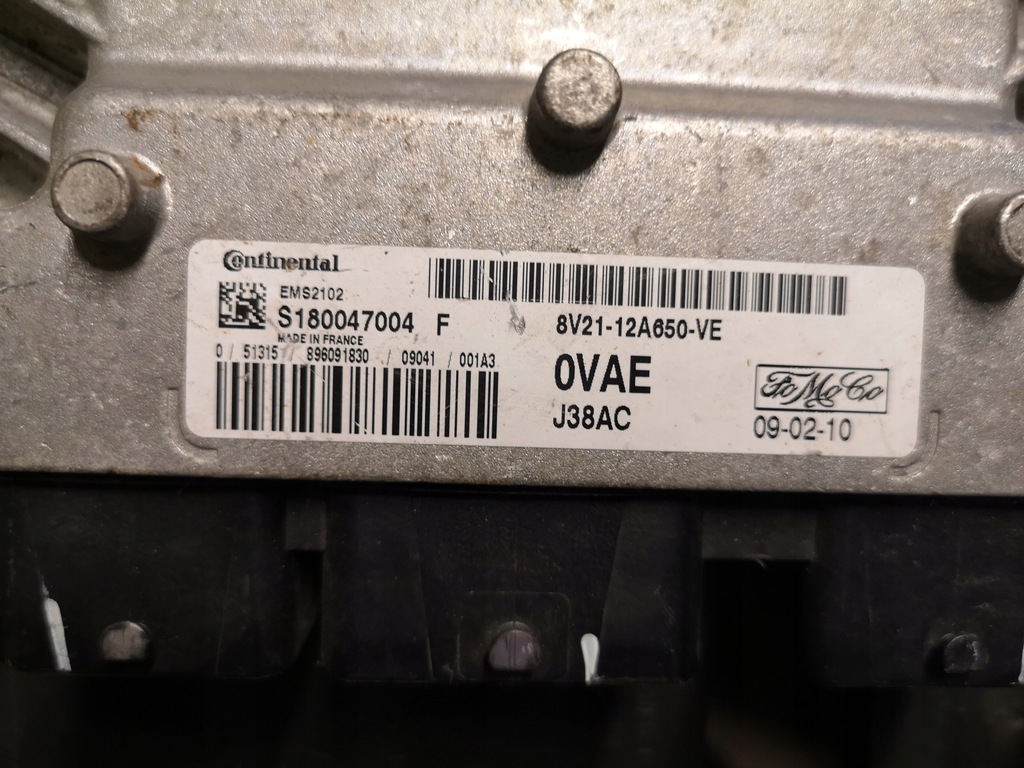 Continental
EMS2102
S180047004 F
MADE IN FRANCE
0 / 51315 / 896091830 / 09041 / 001A3
8V21-12A650-VE
0VAE
J38AC
FoMoCo
09-02-10